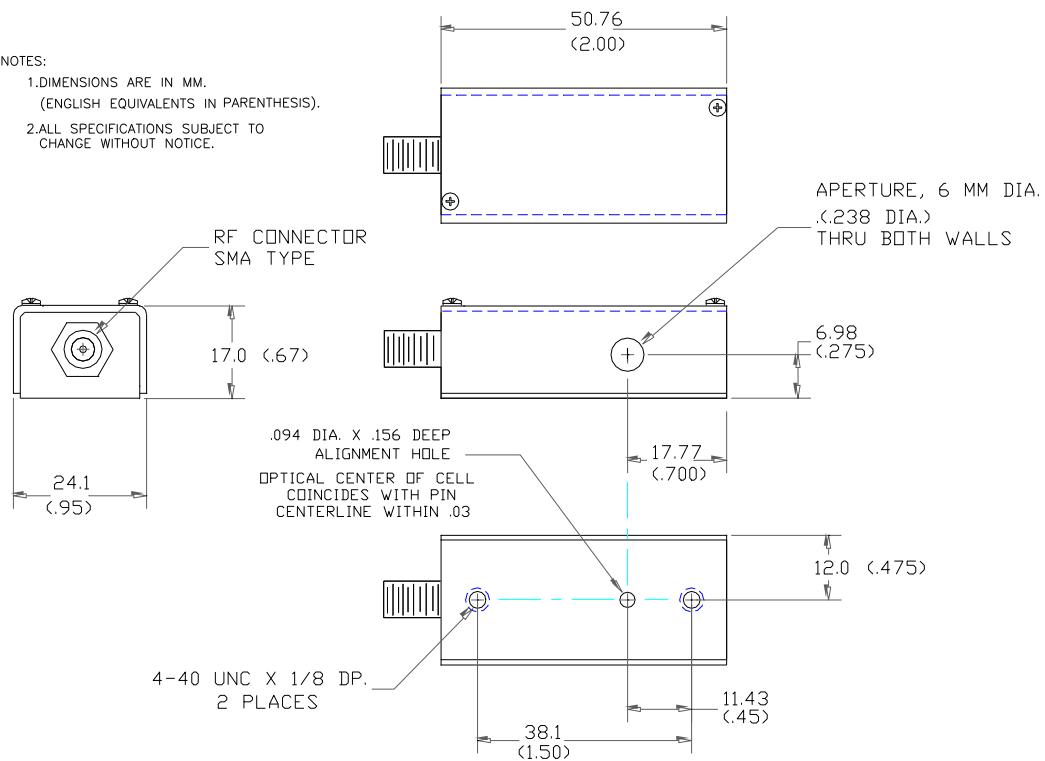 50.76
(2.00)
NOTES:
1.DIMENSIONS ARE IN MM.
(ENGLISH EQUIVALENTS IN PARENTHESIS).
2.ALL SPECIFICATIONS SUBJECT TO
CHANGE WITHOUT NOTICE.
APERTURE, 6 MM DIA.
.(.238 DIA.)
THRU BOTH WALLS
RF CONNECTOR
SMA TYPE
17.0 (.67)
6.98
(.275)
24.1
(.95)
.094 DIA. X .156 DEEP
ALIGNMENT HOLE
OPTICAL CENTER OF CELL
COINCIDES WITH PIN
CENTERLINE WITHIN .03
17.77
(.700)
12.0 (.475)
4-40 UNC X 1/8 DP.
2 PLACES
11.43
(.45)
38.1
(1.50)